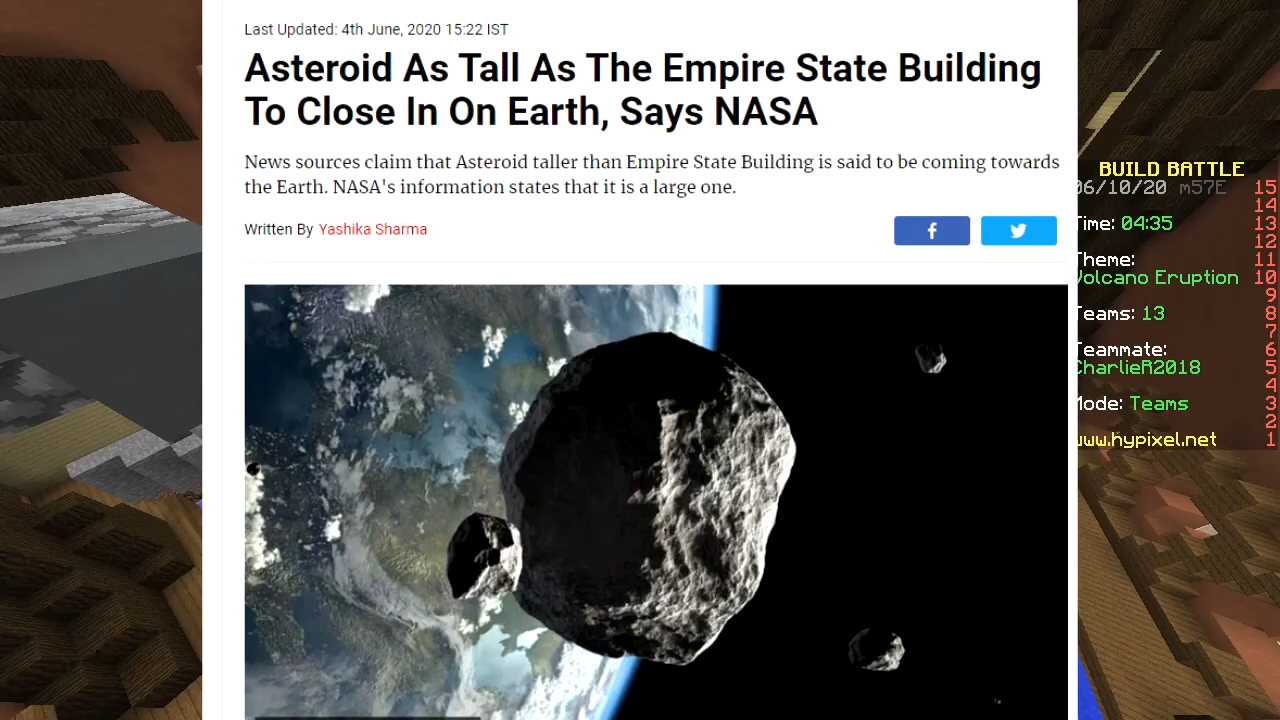 Last Updated: 4th June, 2020 15:22 IST
Asteroid As Tall As The Empire State Building
To Close In On Earth, Says NASA
News sources claim that Asteroid taller than Empire State Building is said to be coming towards
the Earth. NASA's information states that it is a large one.
Written By Yashika Sharma
BUILD BATTLE
06/10/20 m57E 15
14
Time: 04:35 13
12
Theme: 11
Volcano Eruption 10
9
Teams: 13 8
7
Teammate: 6
CharlieR2018 5
4
Mode: Teams 3
2
www.hypixel.net 1